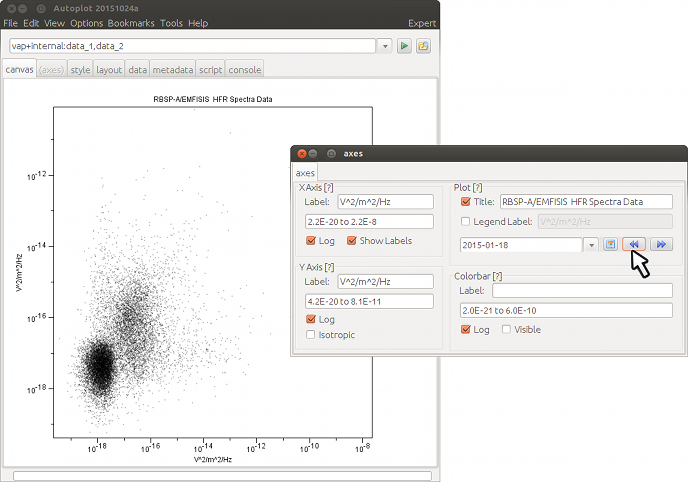 Autoplot 20151024a
File Edit View Options Bookmarks Tools Help Expert
vap+internal:data_1,data_2
canvas (axes) style layout data metadata script console
RBSP-A/EMFISIS HFR Spectra Data
10-12
10-14
10-16
10-18
V^2/m^2/Hz
10-18 10-16 10-14 10-12 10-10 10-8
V^2/m^2/Hz
axes
axes
X Axis [?]
Label: V^2/m^2/Hz
2.2E-20 to 2.2E-8
Log Show Labels
Y Axis [?]
Label: V^2/m^2/Hz
4.2E-20 to 8.1E-11
Log
Isotropic
Plot [?]
Title: RBSP-A/EMFISIS HFR Spectra Data
Legend Label: V^2/m^2/Hz
2015-01-18
Colorbar [?]
Label:
2.0E-21 to 6.0E-10
Log Visible